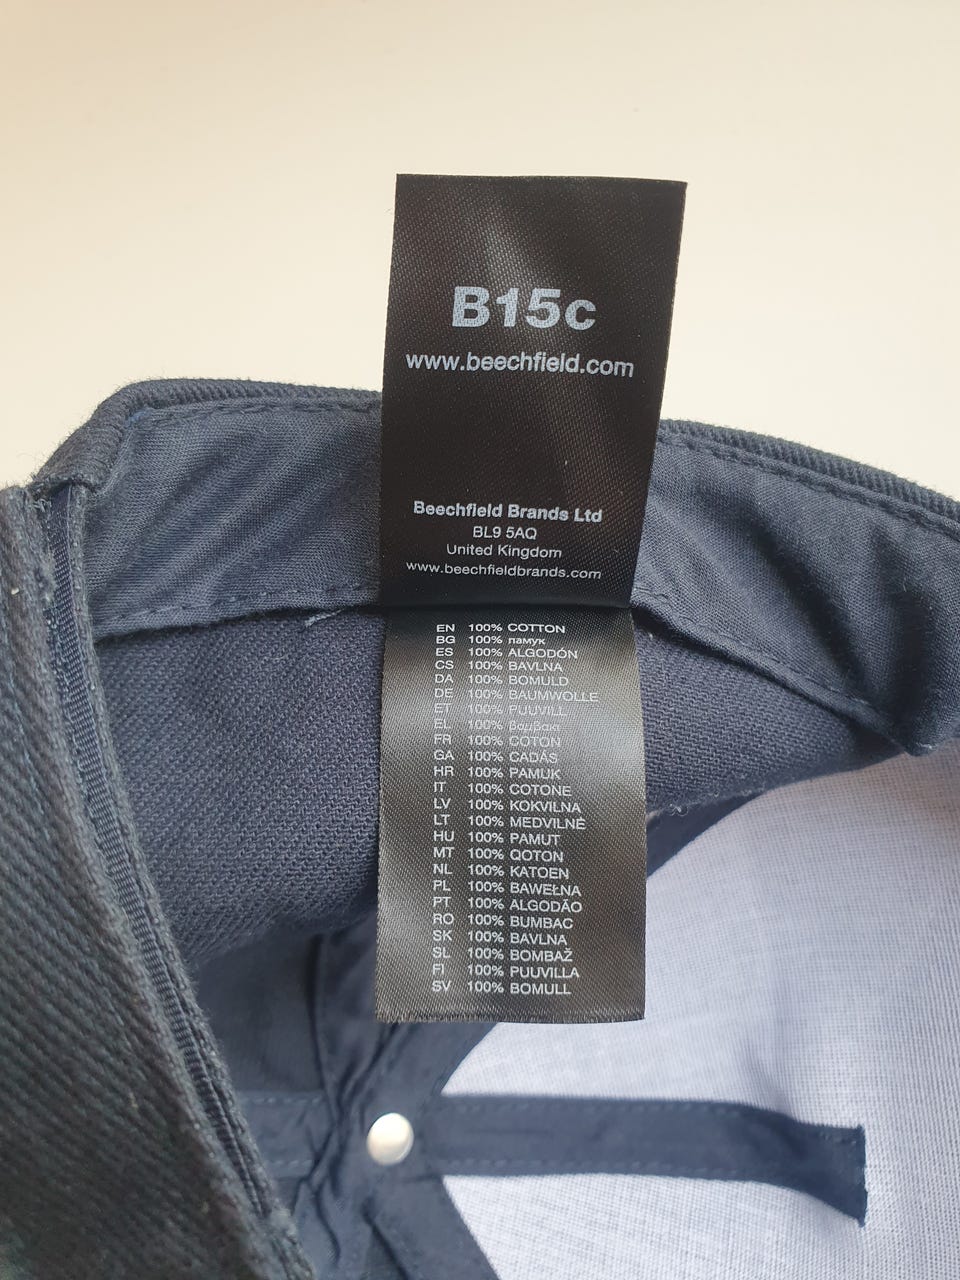 B15c
www.beechfield.com
Beechfield Brands Ltd
BL9 5AQ
United Kingdom
www.beechfieldbrands.com
EN 100% COTTON
BG 100% памук
ES 100% ALGODÓN
CS 100% BAVLNA
DA 100% BOMULD
DE 100% BAUMWOLLE
ET 100% PUUVILL
EL 100% βαμβακι
FR 100% COTON
GA 100% CADÁS
HR 100% PAMUK
IT 100% COTONE
LV 100% KOKVILNA
LT 100% MEDVILNĖ
HU 100% PAMUT
MT 100% QOTON
NL 100% KATOEN
PL 100% BAWEŁNA
PT 100% ALGODÃO
RO 100% BUMBAC
SK 100% BAVLNA
SL 100% BOMBAŽ
FI 100% PUUVILLA
SV 100% BOMULL